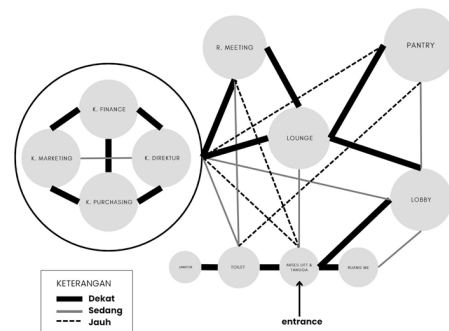 R. MEETING
PANTRY
K. FINANCE
LOUNGE
K. MARKETING
K. DIREKTUR
K. PURCHASING
LOBBY
JANITOR
TOILET
AKSES LIFT &
TANGGA
RUANG ME
KETERANGAN
Dekat
Sedang
Jauh
entrance